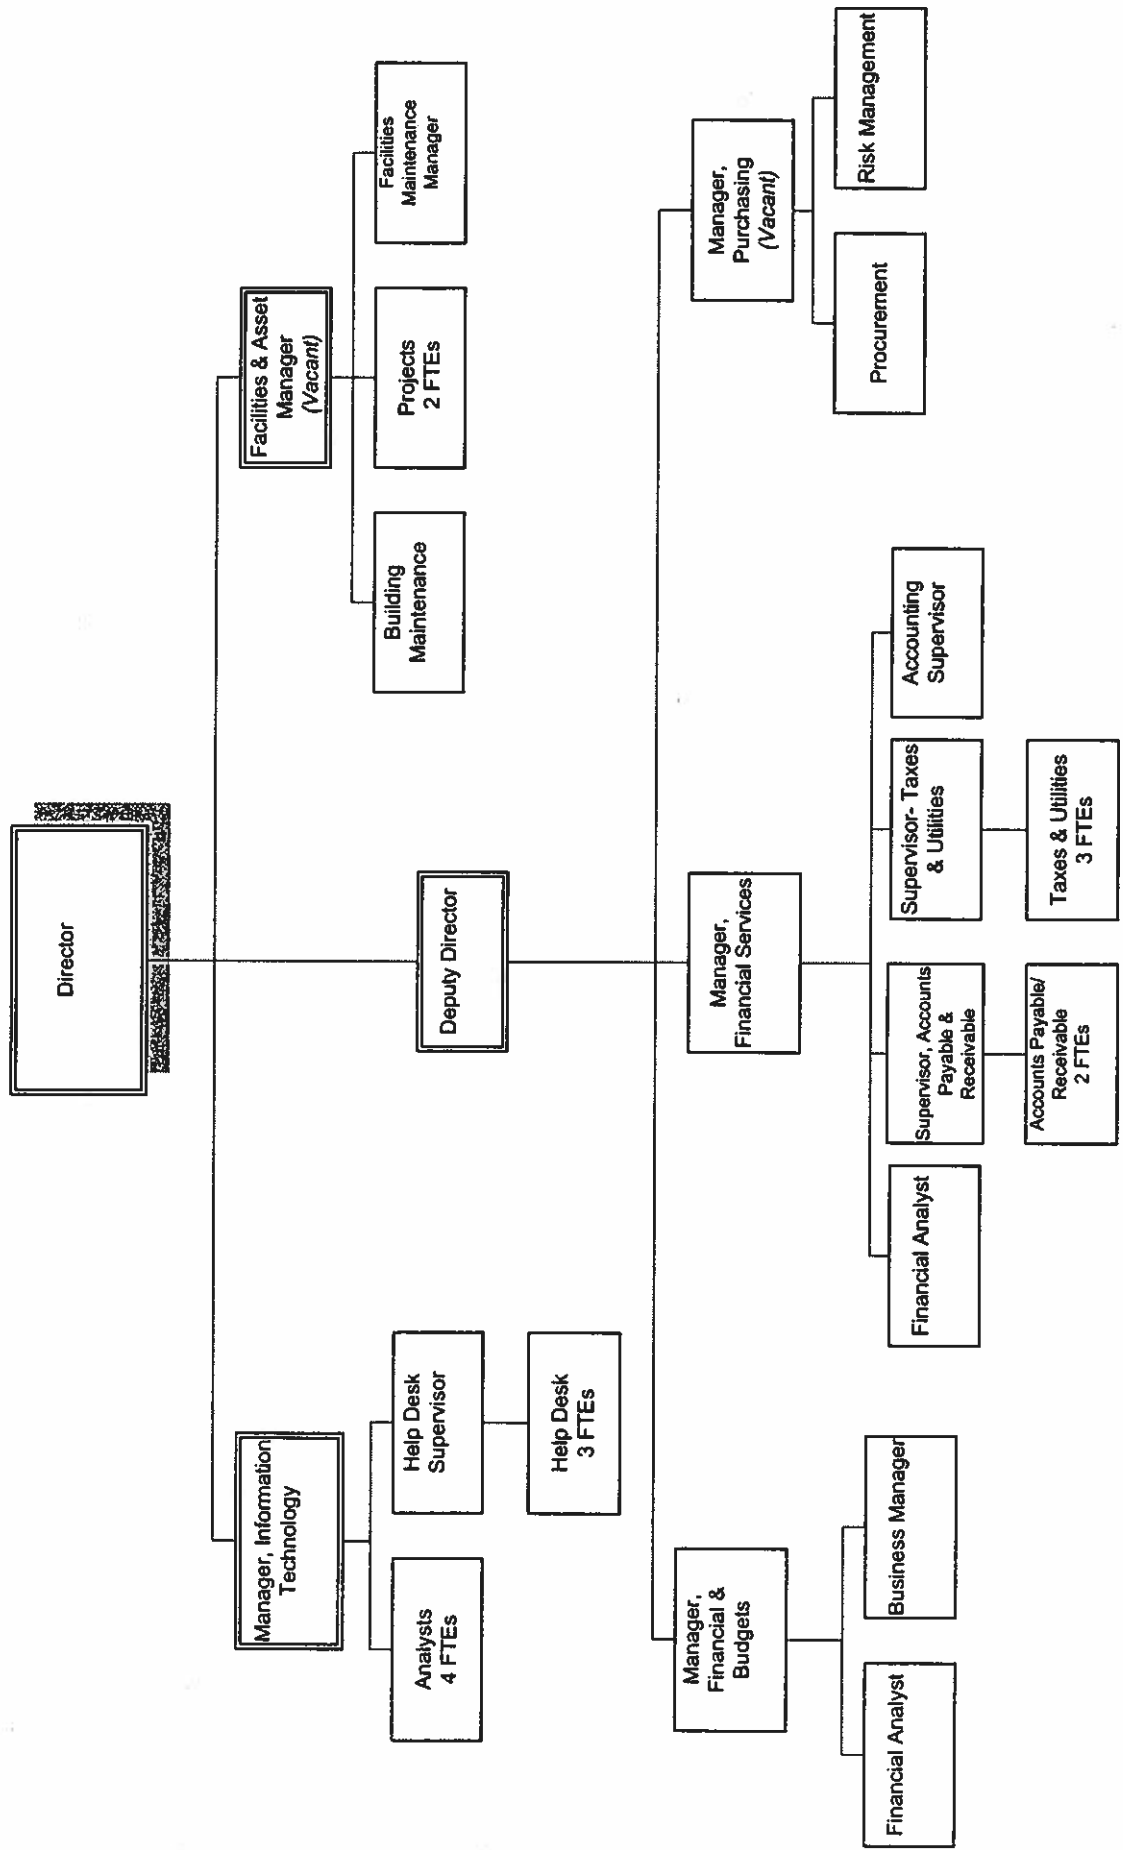 Director
Manager, Information
Technology
Facilities & Asset
Manager
(Vacant)
Analysts
4 FTEs
Help Desk
Supervisor
Help Desk
3 FTEs
Deputy Director
Building
Maintenance
Projects
2 FTEs
Facilities
Maintenance
Manager
Manager,
Financial &
Budgets
Manager,
Financial Services
Manager,
Purchasing
(Vacant)
Financial Analyst
Business Manager
Financial Analyst
Supervisor, Accounts
Payable &
Receivable
Supervisor- Taxes
& Utilities
Accounting
Supervisor
Procurement
Risk Management
Accounts Payable/
Receivable
2 FTEs
Taxes & Utilities
3 FTEs